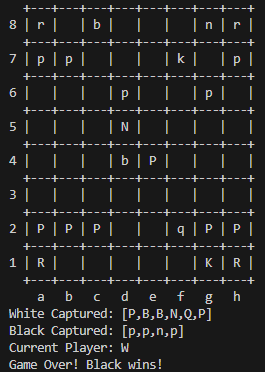 +---+---+---+---+---+---+---+---+
8 | r |   | b |   |   |   | n | r |
+---+---+---+---+---+---+---+---+
7 | p | p |   |   |   | k |   | p |
+---+---+---+---+---+---+---+---+
6 |   |   |   | p |   |   | p |   |
+---+---+---+---+---+---+---+---+
5 |   |   |   | N |   |   |   |   |
+---+---+---+---+---+---+---+---+
4 |   |   |   | b | P |   |   |   |
+---+---+---+---+---+---+---+---+
3 |   |   |   |   |   |   |   |   |
+---+---+---+---+---+---+---+---+
2 | P | P | P |   |   | q | P | P |
+---+---+---+---+---+---+---+---+
1 | R |   |   |   |   |   | K | R |
+---+---+---+---+---+---+---+---+
a b c d e f g h
White Captured: [P,B,B,N,Q,P]
Black Captured: [p,p,n,p]
Current Player: W
Game Over! Black wins!